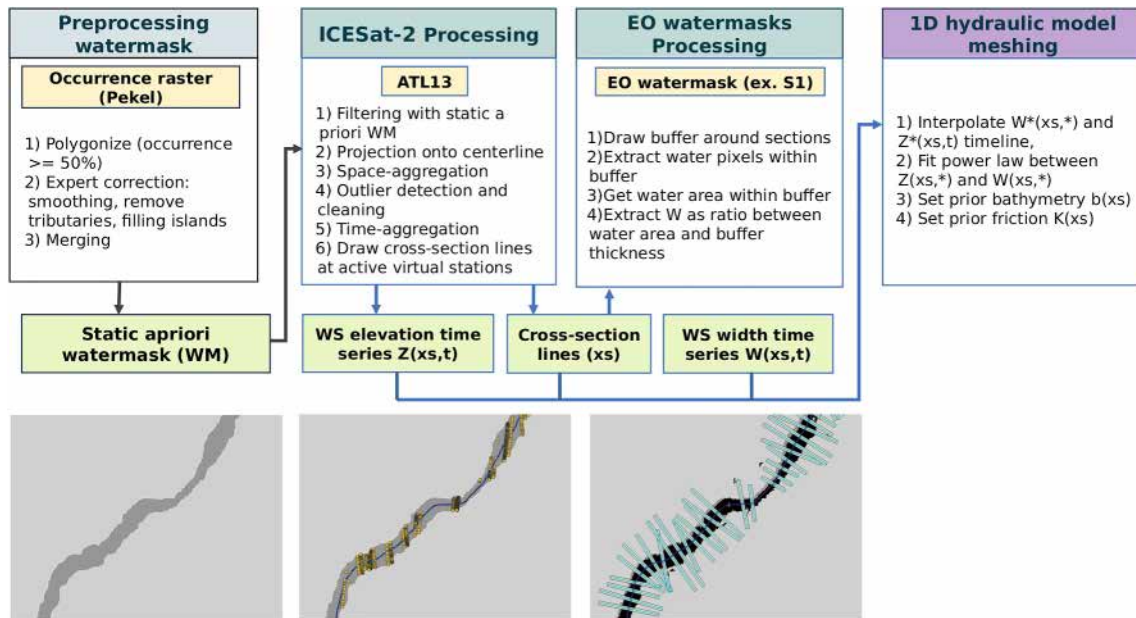 Preprocessing
watermask
Occurrence raster
(Pekel)
1) Polygonize (occurrence
>= 50%)
2) Expert correction:
smoothing, remove
tributaries, filling islands
3) Merging
Static apriori
watermask (WM)
ICESat-2 Processing
ATL13
1) Filtering with static a
priori WM
2) Projection onto centerline
3) Space-aggregation
4) Outlier detection and
cleaning
5) Time-aggregation
6) Draw cross-section lines
at active virtual stations
WS elevation time
series Z(xs,t)
Cross-section
lines (xs)
EO watermasks
Processing
EO watermask (ex. S1)
1)Draw buffer around sections
2)Extract water pixels within
buffer
3)Get water area within buffer
4)Extract W as ratio between
water area and buffer
thickness
WS width time
series W(xs,t)
1D hydraulic model
meshing
1) Interpolate W*(xs,*) and
Z*(xs,t) timeline,
2) Fit power law between
Z(xs,*) and W(xs,*)
3) Set prior bathymetry b(xs)
4) Set prior friction K(xs)